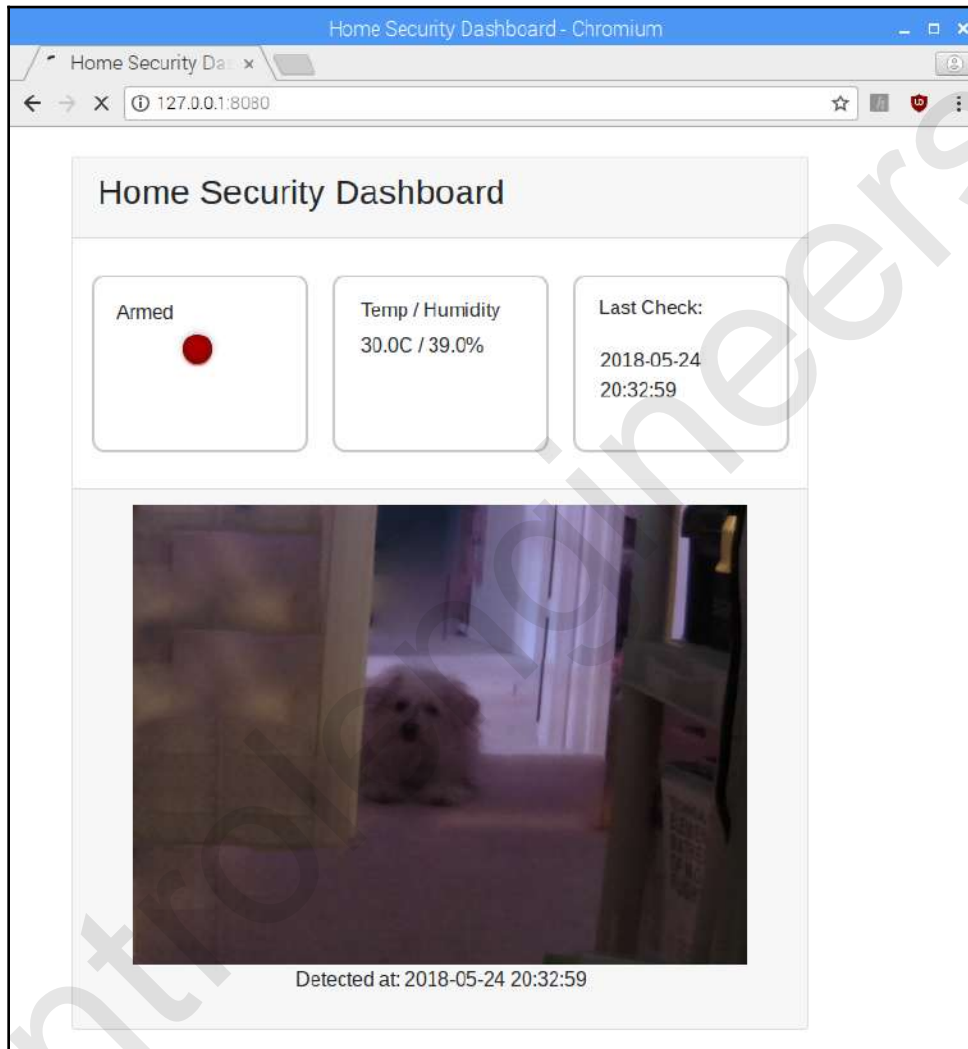 Home Security Dashboard - Chromium
Home Security Da
127.0.0.1:8080
Home Security Dashboard
Armed
Temp / Humidity
30.0C / 39.0%
Last Check:
2018-05-24
20:32:59
Detected at: 2018-05-24 20:32:59